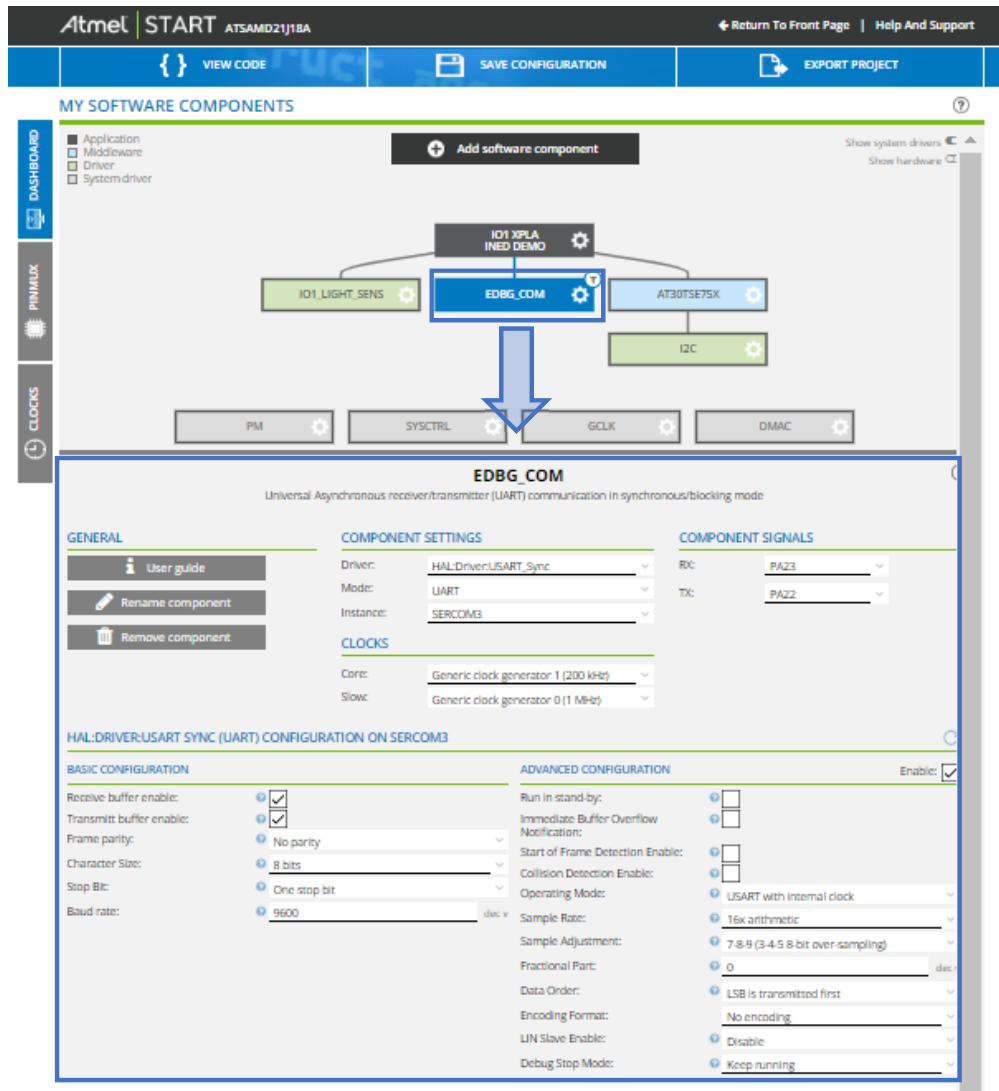 Atmel START ATSAMD21J18A
Return To Front Page | Help And Support
{ } VIEW CODE
SAVE CONFIGURATION
EXPORT PROJECT
MY SOFTWARE COMPONENTS ?
DASHBOARD
PINMUX
CLOCKS
Application
Middleware
Driver
System driver
Add software component
Show system drivers
Show hardware
IO1 XPLA
INED DEMO
IO1_LIGHT_SENS
EDBG_COM
T
AT30TSE75X
I2C
PM
SYSCTRL
GCLK
DMAC
EDBG_COM
Universal Asynchronous receiver/transmitter (UART) communication in synchronous/blocking mode
GENERAL
User guide
Rename component
Remove component
COMPONENT SETTINGS
Driver: HAL:Driver:USART_Sync
Mode: UART
Instance: SERCOM3
CLOCKS
Core: Generic clock generator 1 (200 kHz)
Slow: Generic clock generator 0 (1 MHz)
COMPONENT SIGNALS
RX: PA23
TX: PA22
HAL:DRIVER:USART SYNC (UART) CONFIGURATION ON SERCOM3
BASIC CONFIGURATION
Receive buffer enable:
Transmitt buffer enable:
Frame parity: No parity
Character Size: 8 bits
Stop Bit: One stop bit
Baud rate: 9600 dec
ADVANCED CONFIGURATION Enable:
Run in stand-by:
Immediate Buffer Overflow
Notification:
Start of Frame Detection Enable:
Collision Detection Enable:
Operating Mode: USART with internal clock
Sample Rate: 16x arithmetic
Sample Adjustment: 7-8-9 (3-4-5 8-bit over-sampling)
Fractional Part: 0 dec
Data Order: LSB is transmitted first
Encoding Format: No encoding
LIN Slave Enable: Disable
Debug Stop Mode: Keep running